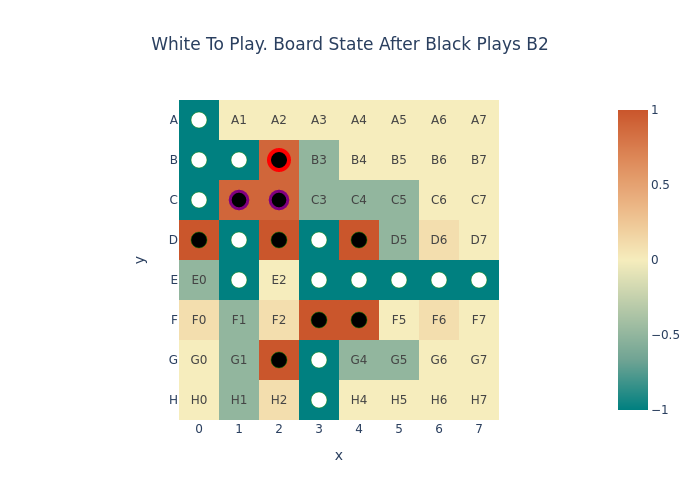 White To Play. Board State After Black Plays B2
A A1 A2 A3 A4 A5 A6 A7
B B3 B4 B5 B6 B7
C C3 C4 C5 C6 C7
D D5 D6 D7
E E0 E2
F F0 F1 F2 F5 F6 F7
G G0 G1 G4 G5 G6 G7
H H0 H1 H2 H4 H5 H6 H7
0 1 2 3 4 5 6 7
x
y
1
0.5
0
−0.5
−1